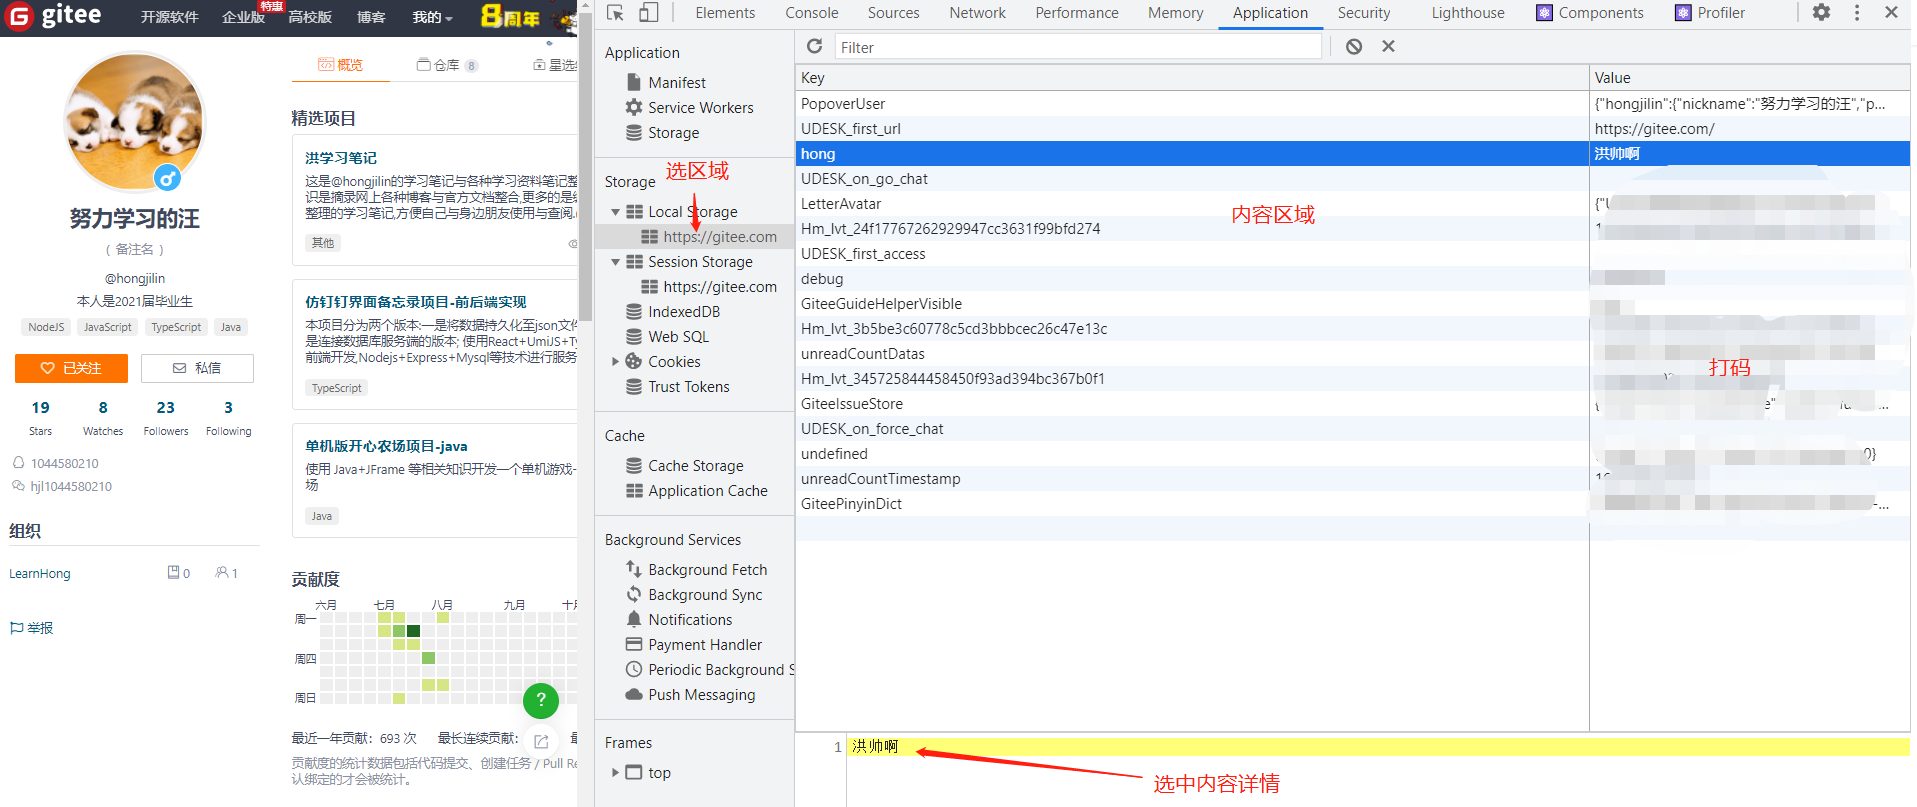 gitee
开源软件
企业版
特惠
高校版
博客
我的
8周年
努力学习的汪
( 备注名 )
@hongjilin
本人是2021届毕业生
NodeJS
JavaScript
TypeScript
Java
已关注
私信
19
8
23
3
Stars
Watches
Followers
Following
1044580210
hjl1044580210
组织
LearnHong
0
1
举报
概览
仓库 8
精选项目
洪学习笔记
这是@hongjilin的学习笔记与各种学习资料笔记整
识是摘录网上各种博客与官方文档整合,更多的是
整理的学习笔记,方便自己与身边朋友使用与查阅.
其他
仿钉钉界面备忘录项目-前后端实现
本项目分为两个版本:一是将数据持久化至json文件
是连接数据库服务端的版本; 使用React+UmiJS+Ty
前端开发,Nodejs+Express+Mysql等技术进行服务
TypeScript
单机版开心农场项目-java
使用 Java+JFrame 等相关知识开发一个单机游戏-
场
Java
贡献度
六月
七月
八月
九月
周一
周四
周日
?
最近一年贡献：693 次
最长连续贡献：
贡献度的统计数据包括代码提交、创建任务 / Pull Re
认绑定的才会被统计。
Elements
Console
Sources
Network
Performance
Memory
Application
Security
Lighthouse
Components
Profiler
Application
Manifest
Service Workers
Storage
Storage
选区域
Local Storage
https://gitee.com
Session Storage
https://gitee.com
IndexedDB
Web SQL
Cookies
Trust Tokens
Cache
Cache Storage
Application Cache
Background Services
Background Fetch
Background Sync
Notifications
Payment Handler
Periodic Background S
Push Messaging
Frames
top
Filter
Key
Value
PopoverUser
{"hongjilin":{"nickname":"努力学习的汪","p...
UDESK_first_url
https://gitee.com/
hong
洪帅啊
UDESK_on_go_chat
LetterAvatar
内容区域
Hm_lvt_24f17767262929947cc3631f99bfd274
UDESK_first_access
debug
GiteeGuideHelperVisible
Hm_lvt_3b5be3c60778c5cd3bbbcec26c47e13c
unreadCountDatas
打码
Hm_lvt_345725844458450f93ad394bc367b0f1
GiteeIssueStore
UDESK_on_force_chat
undefined
unreadCountTimestamp
GiteePinyinDict
1
洪帅啊
选中内容详情